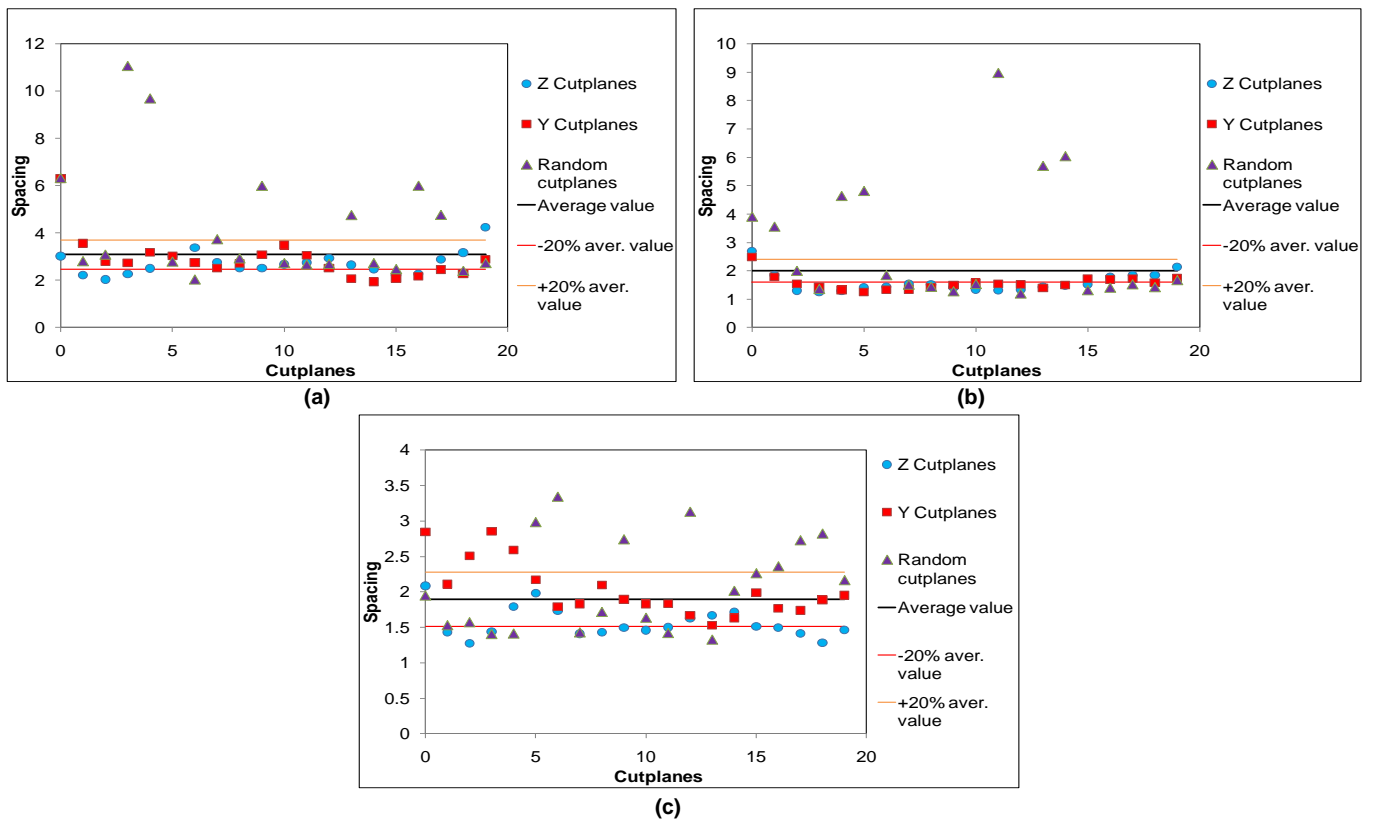 12
10
8
6
4
2
0
0 5 10 15 20
Spacing
Cutplanes
Z Cutplanes
Y Cutplanes
Random
cutplanes
Average value
-20% aver. value
+20% aver.
value
(a)
10
9
8
7
6
5
4
3
2
1
0
0 5 10 15 20
Spacing
Cutplanes
Z Cutplanes
Y Cutplanes
Random
cutplanes
Average value
-20% aver. value
+20% aver.
value
(b)
4
3.5
3
2.5
2
1.5
1
0.5
0
0 5 10 15 20
Spacing
Cutplanes
Z Cutplanes
Y Cutplanes
Random
cutplanes
Average value
-20% aver.
value
+20% aver.
value
(c)